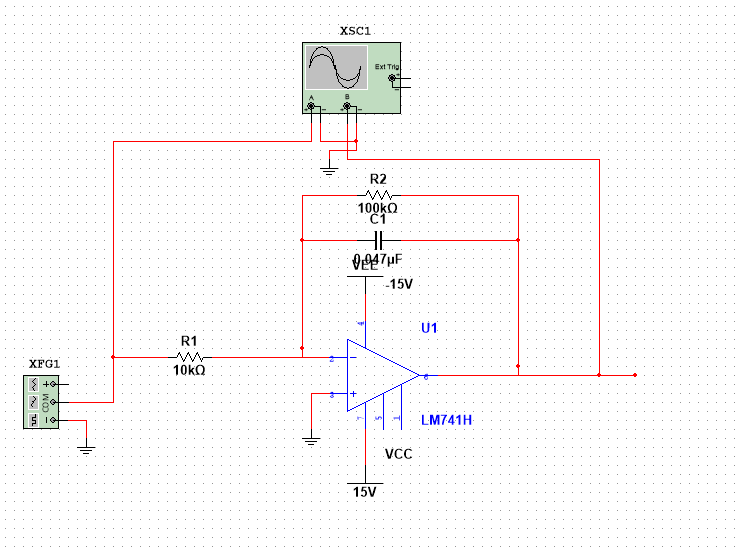 XSC1
Ext Trig
+
-
A
B
+ - + -
R2
100kΩ
C1
0.047µF
VEE
-15V
4
U1
R1
10kΩ
2
XFG1
+
COM
-
3
6
7
5
1
LM741H
VCC
15V